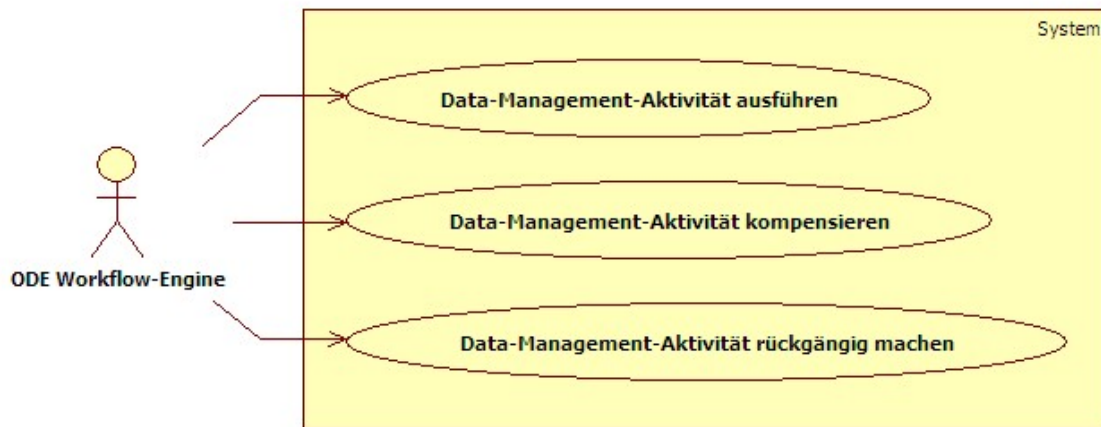 System
Data-Management-Aktivität ausführen
Data-Management-Aktivität kompensieren
ODE Workflow-Engine
Data-Management-Aktivität rückgängig machen